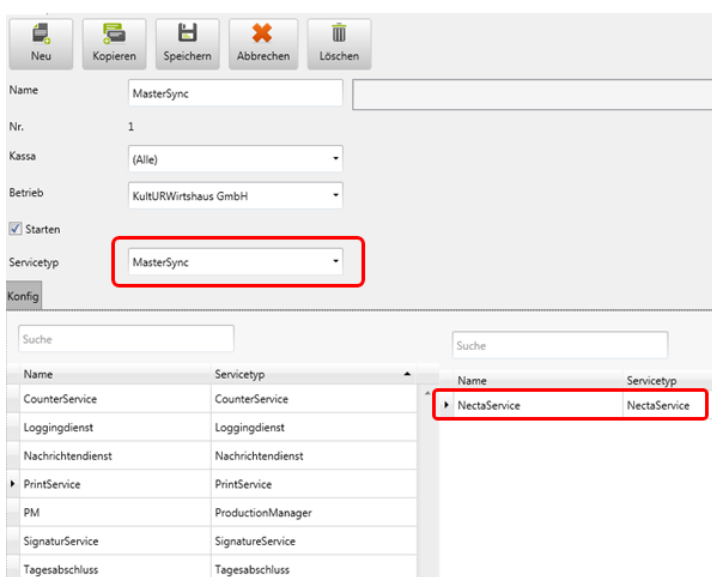 Neu Kopieren Speichern Abbrechen Löschen
Name MasterSync
Nr. 1
Kassa (Alle)
Betrieb KultURWirtshaus GmbH
Starten
Servicetyp MasterSync
Konfig
Suche Suche
Name Servicetyp Name Servicetyp
CounterService CounterService NectaService NectaService
Loggingdienst Loggingdienst
Nachrichtendienst Nachrichtendienst
PrintService PrintService
PM ProductionManager
SignaturService SignatureService
Tagesabschluss Tagesabschluss